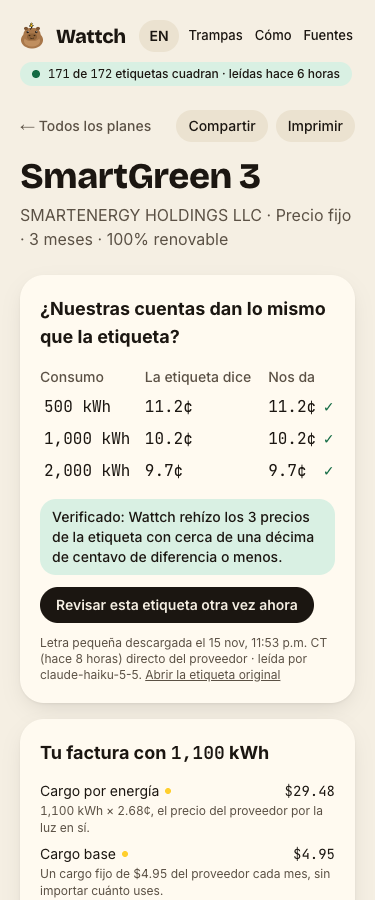 Wattch EN Trampas Cómo Fuentes
171 de 172 etiquetas cuadran · leídas hace 6 horas
← Todos los planes Compartir Imprimir
SmartGreen 3
SMARTENERGY HOLDINGS LLC · Precio fijo
· 3 meses · 100% renovable
¿Nuestras cuentas dan lo mismo
que la etiqueta?
Consumo La etiqueta dice Nos da
500 kWh 11.2¢ 11.2¢ ✓
1,000 kWh 10.2¢ 10.2¢ ✓
2,000 kWh 9.7¢ 9.7¢ ✓
Verificado: Wattch rehízo los 3 precios
de la etiqueta con cerca de una décima
de centavo de diferencia o menos.
Revisar esta etiqueta otra vez ahora
Letra pequeña descargada el 15 nov, 11:53 p.m. CT
(hace 8 horas) directo del proveedor · leída por
claude-haiku-5-5. Abrir la etiqueta original
Tu factura con 1,100 kWh
Cargo por energía $29.48
1,100 kWh × 2.68¢, el precio del proveedor por la
luz en sí.
Cargo base $4.95
Un cargo fijo de $4.95 del proveedor cada mes, sin
importar cuánto uses.